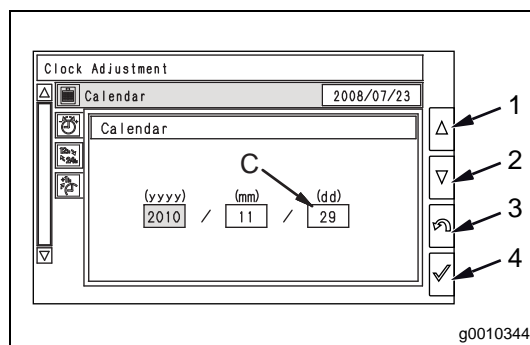 Clock Adjustment
Calendar 2008/07/23
Calendar
C
(yyyy) (mm) (dd)
2010 / 11 / 29
1
2
3
4
g0010344